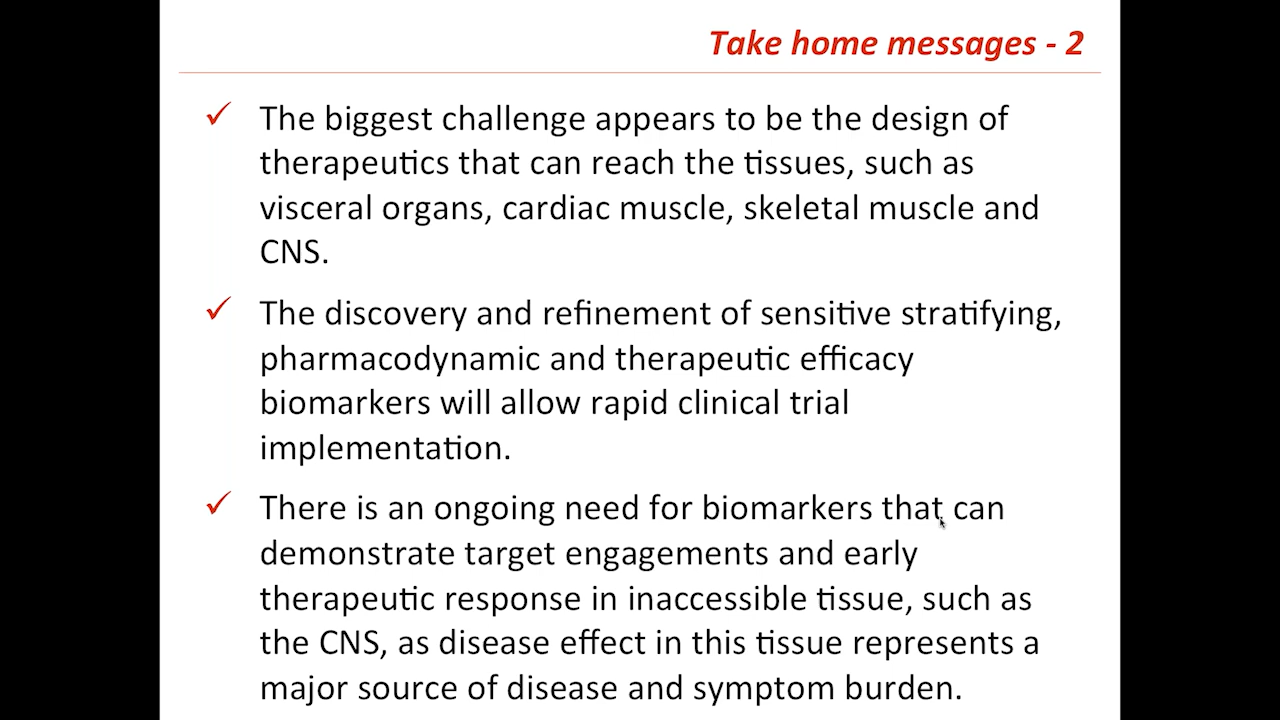 Take home messages - 2
✓ The biggest challenge appears to be the design of
therapeutics that can reach the tissues, such as
visceral organs, cardiac muscle, skeletal muscle and
CNS.
✓ The discovery and refinement of sensitive stratifying,
pharmacodynamic and therapeutic efficacy
biomarkers will allow rapid clinical trial
implementation.
✓ There is an ongoing need for biomarkers that can
demonstrate target engagements and early
therapeutic response in inaccessible tissue, such as
the CNS, as disease effect in this tissue represents a
major source of disease and symptom burden.